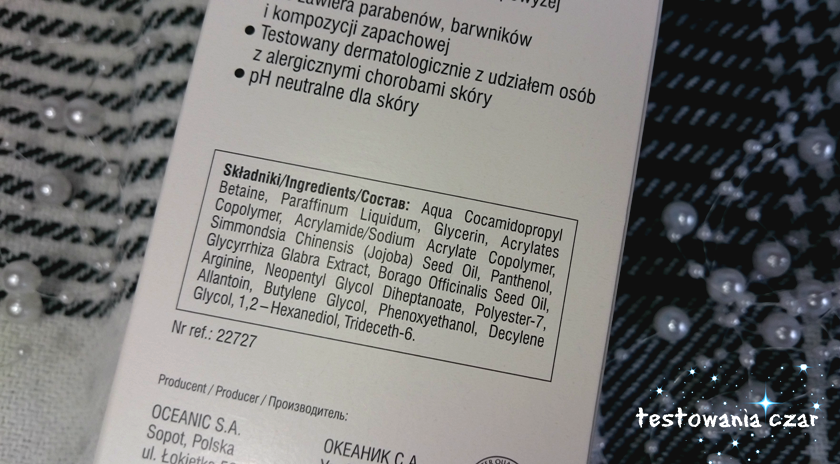 zawiera parabenów, barwników
i kompozycji zapachowej
● Testowany dermatologicznie z udziałem osób
z alergicznymi chorobami skóry
● pH neutralne dla skóry
Składniki/Ingredients/Состав: Aqua Cocamidopropyl
Betaine, Paraffinum Liquidum, Glycerin, Acrylates
Copolymer, Acrylamide/Sodium Acrylate Copolymer,
Simmondsia Chinensis (Jojoba) Seed Oil, Panthenol,
Glycyrrhiza Glabra Extract, Borago Officinalis Seed Oil,
Arginine, Neopentyl Glycol Diheptanoate, Polyester-7,
Allantoin, Butylene Glycol, Phenoxyethanol, Decylene
Glycol, 1,2–Hexanediol, Trideceth-6.
Nr ref.: 22727
Producent / Producer / Производитель:
OCEANIC S.A.
Sopot, Polska
ul. Łokietka
ОКЕАНИК С.А.
testowania czar